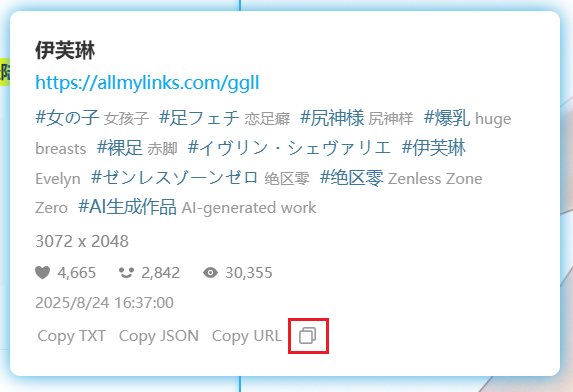 伊芙琳
https://allmylinks.com/ggll
#女の子 女孩子 #足フェチ 恋足癖 #尻神様 尻神样 #爆乳 huge
breasts #裸足 赤脚 #イヴリン・シェヴァリエ #伊芙琳
Evelyn #ゼンレスゾーンゼロ 绝区零 #绝区零 Zenless Zone
Zero #AI生成作品 AI-generated work
3072 x 2048
4,665 2,842 30,355
2025/8/24 16:37:00
Copy TXT Copy JSON Copy URL